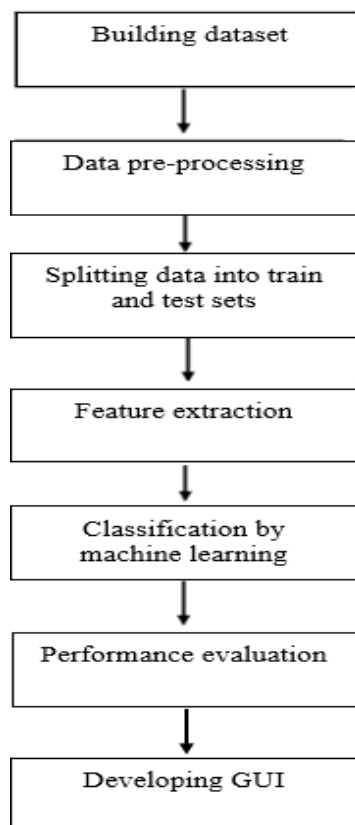 Building dataset
Data pre-processing
Splitting data into train
and test sets
Feature extraction
Classification by
machine learning
Performance evaluation
Developing GUI